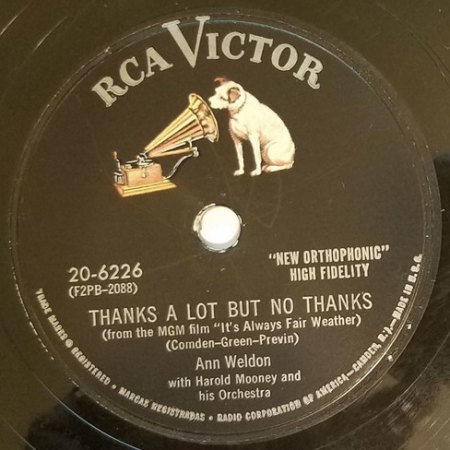 RCA VICTOR
20-6226
(F2PB-2088)
"NEW ORTHOPHONIC"
HIGH FIDELITY
THANKS A LOT BUT NO THANKS
(from the MGM film "It's Always Fair Weather)
(Comden-Green-Previn)
Ann Weldon
with Harold Mooney and
his Orchestra
TRADE MARKS ® REGISTERED • MARCAS REGISTRADAS • RADIO CORPORATION OF AMERICA—CAMDEN, N. J.—MADE IN U.S.A.